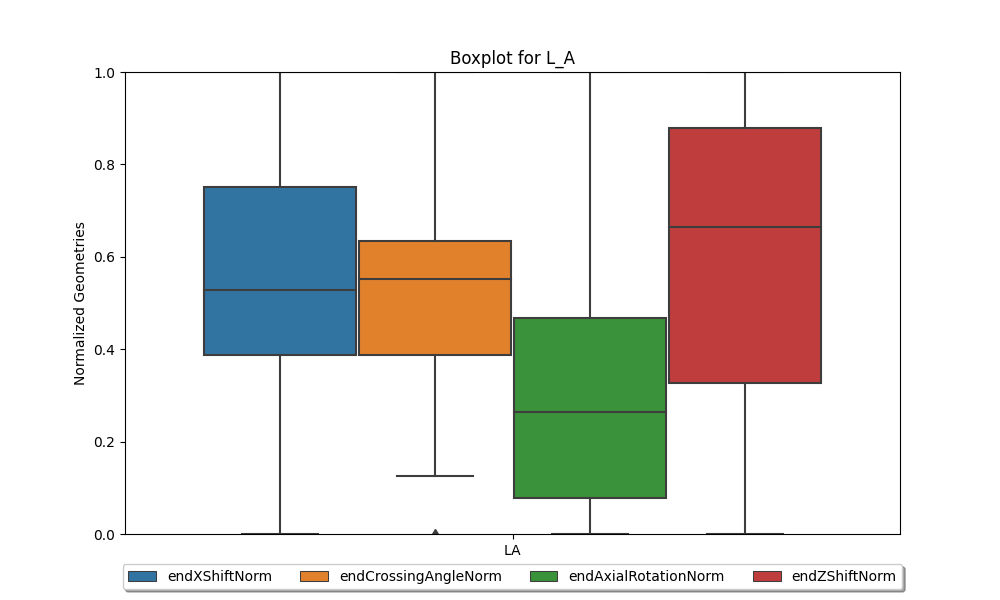 Boxplot for L_A
1.0
0.8
0.6
0.4
0.2
0.0
Normalized Geometries
LA
endXShiftNorm endCrossingAngleNorm endAxialRotationNorm endZShiftNorm